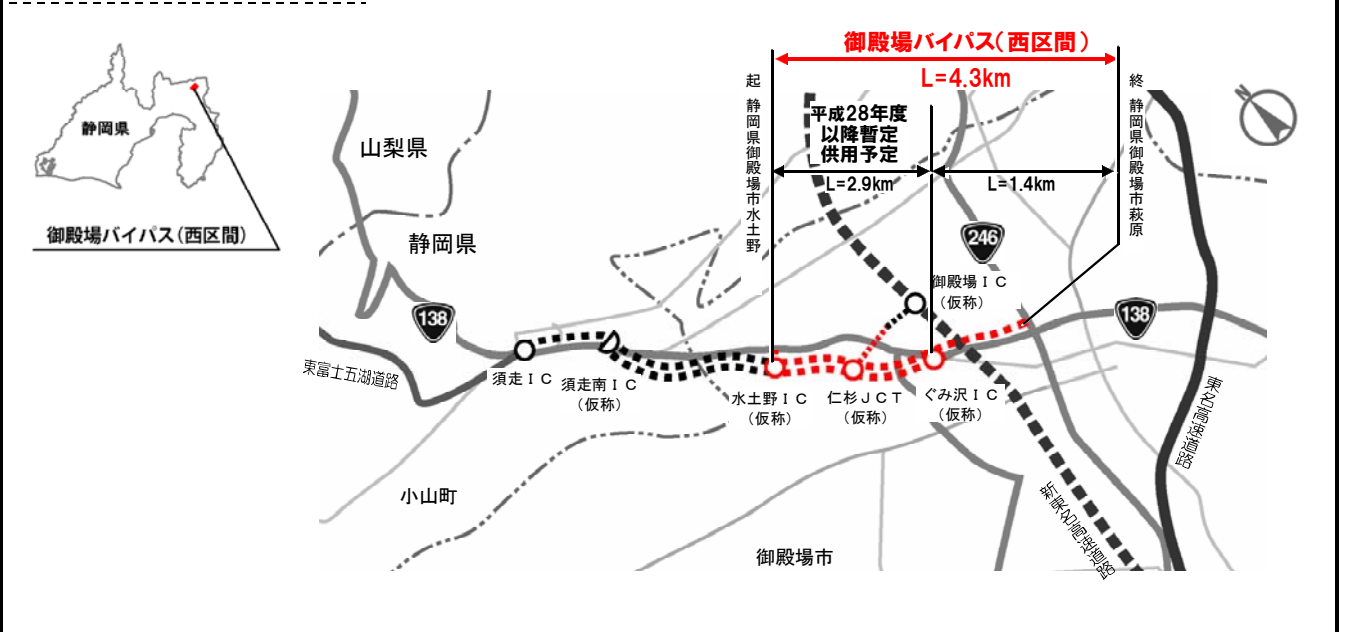 静岡県
御殿場バイパス（西区間）
御殿場バイパス（西区間）
L=4.3km
起 静岡県御殿場市水土野
終 静岡県御殿場市萩原
N
平成28年度
以降暫定
供用予定
L=2.9km
L=1.4km
山梨県
静岡県
246
御殿場ＩＣ
（仮称）
138
138
東富士五湖道路
須走ＩＣ
須走南ＩＣ
（仮称）
水土野ＩＣ
（仮称）
仁杉ＪＣＴ
（仮称）
ぐみ沢ＩＣ
（仮称）
東名高速道路
新東名高速道路
小山町
御殿場市